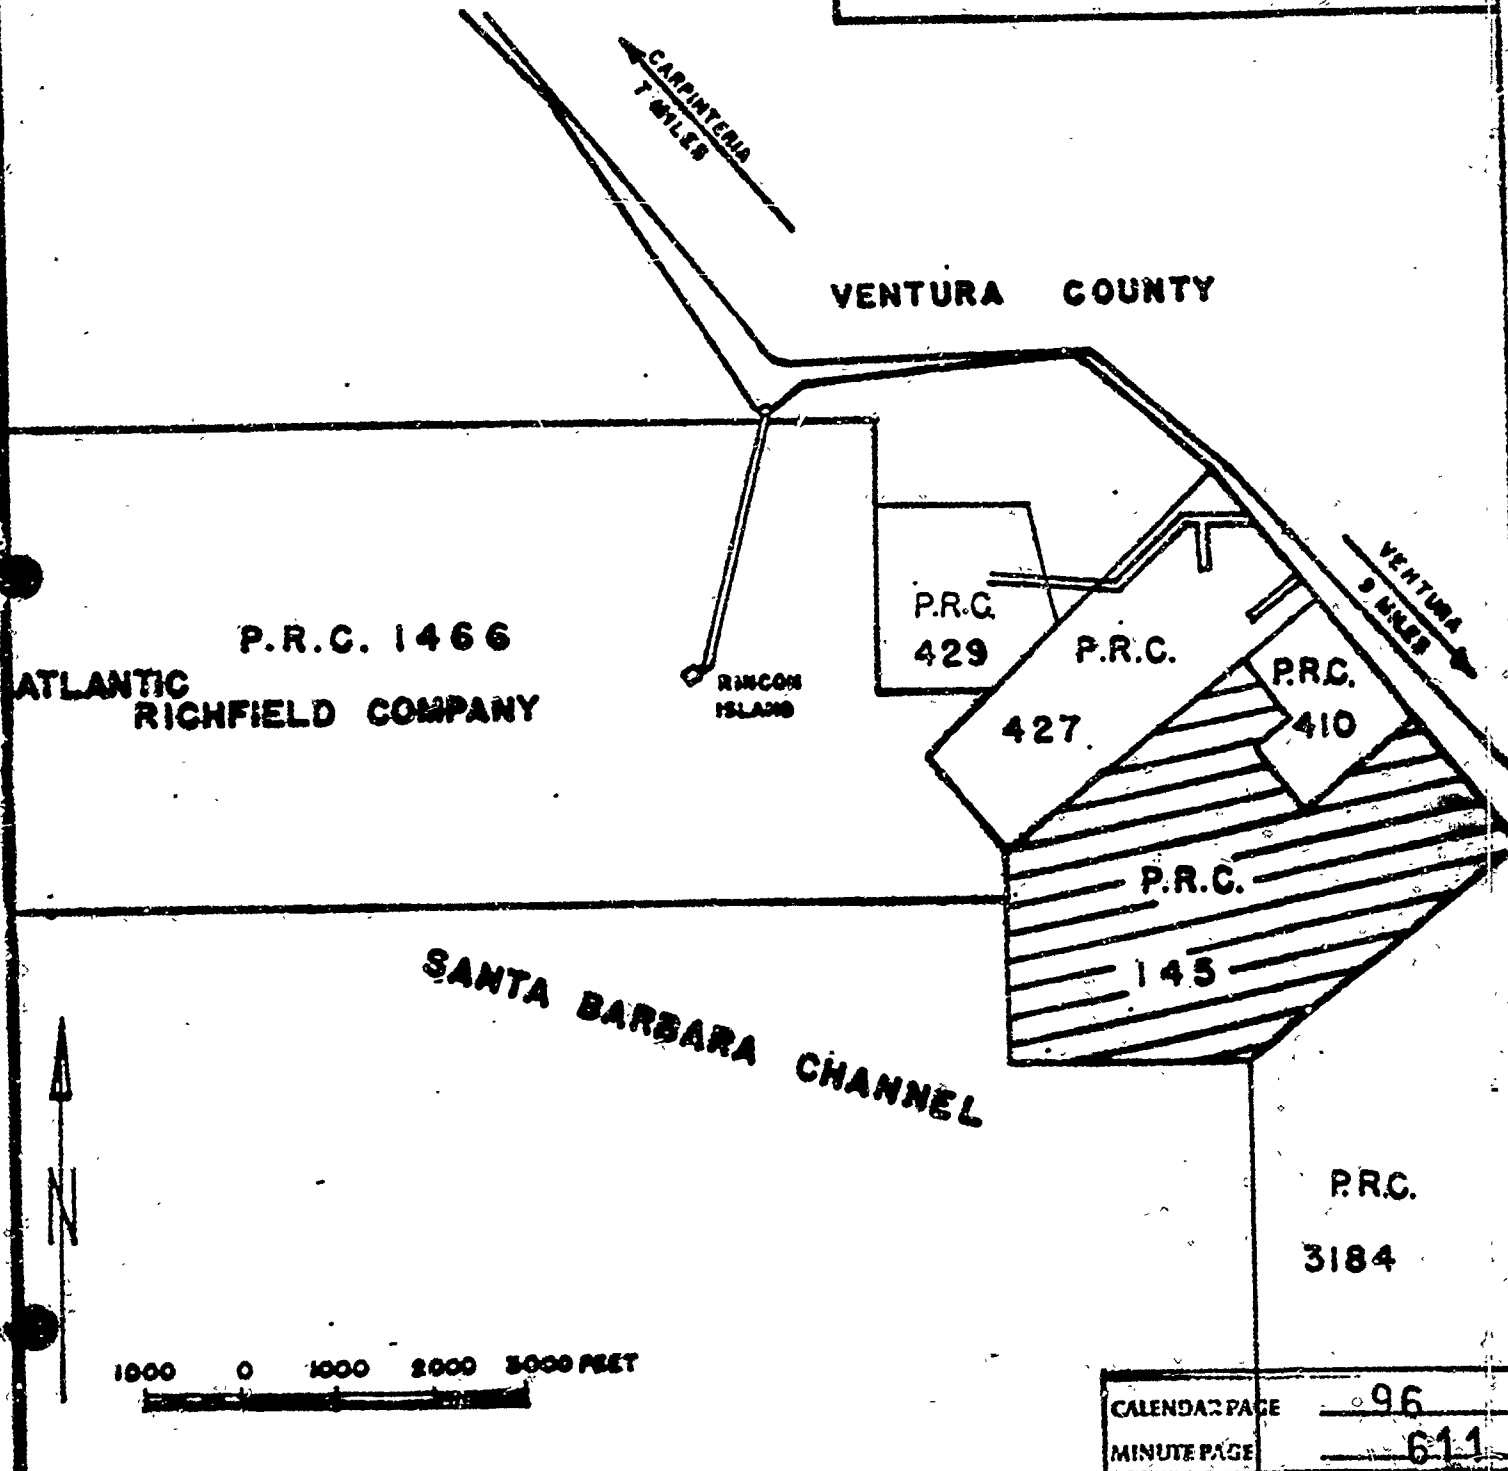 CARPINTERIA
7 MILES
VENTURA COUNTY
VENTURA
9 MILES
P.R.C.
429
P.R.C.
427
P.R.C.
410
P.R.C. 1466
ATLANTIC
RICHFIELD COMPANY
RINCON
ISLAND
P.R.C.
145
SANTA BARBARA CHANNEL
N
P.R.C.
3184
1000 0 1000 2000 3000 FEET
CALENDAR PAGE 96
MINUTE PAGE 611